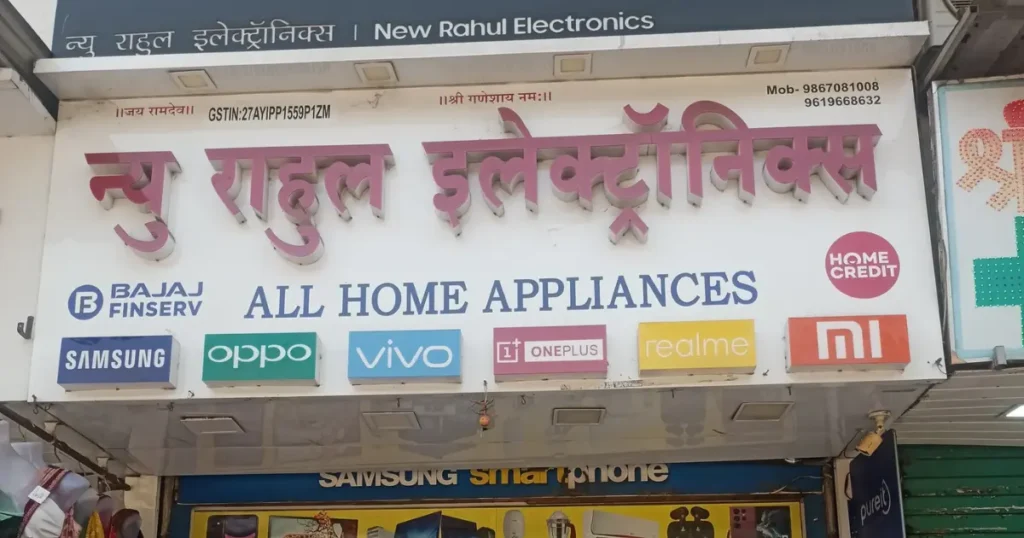 न्यु राहुल इलेक्ट्रॉनिक्स | New Rahul Electronics
॥जय रामदेव॥ GSTIN:27AYIPP1559P1ZM ॥श्री गणेशाय नमः॥ Mob- 9867081008
9619668632
न्यु राहुल इलेक्ट्रॉनिक्स
BAJAJ FINSERV
ALL HOME APPLIANCES
HOME CREDIT
SAMSUNG oppo vivo 1+ ONEPLUS realme MI
SAMSUNG smartphone
pureit
श्री